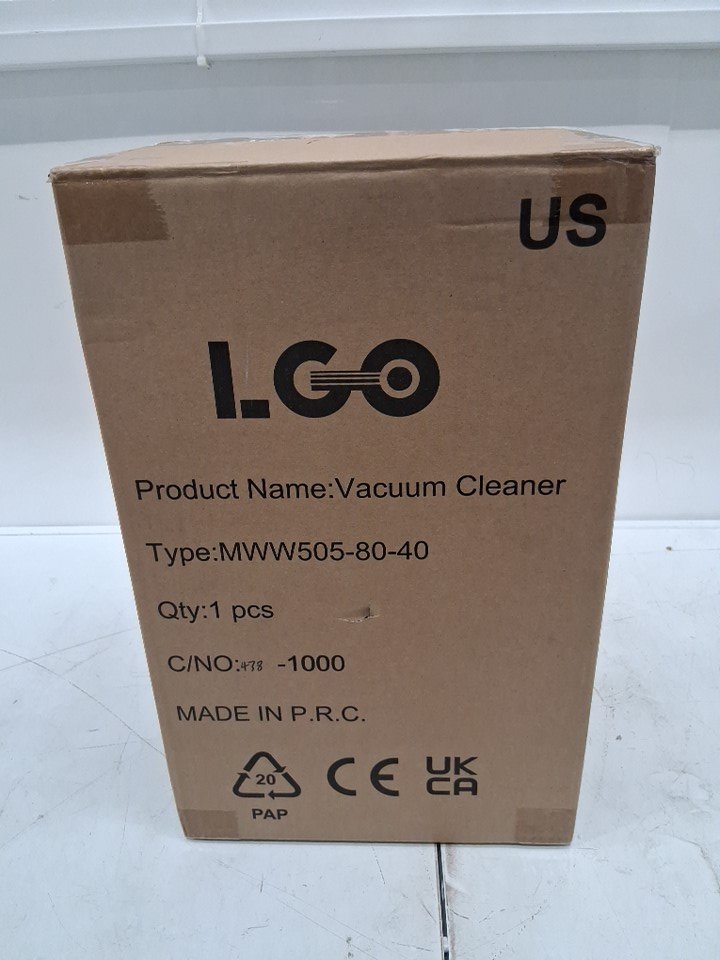 US
LGO
Product Name:Vacuum Cleaner
Type:MWW505-80-40
Qty:1 pcs
C/NO:438 -1000
MADE IN P.R.C.
20
PAP
CE
UK
CA